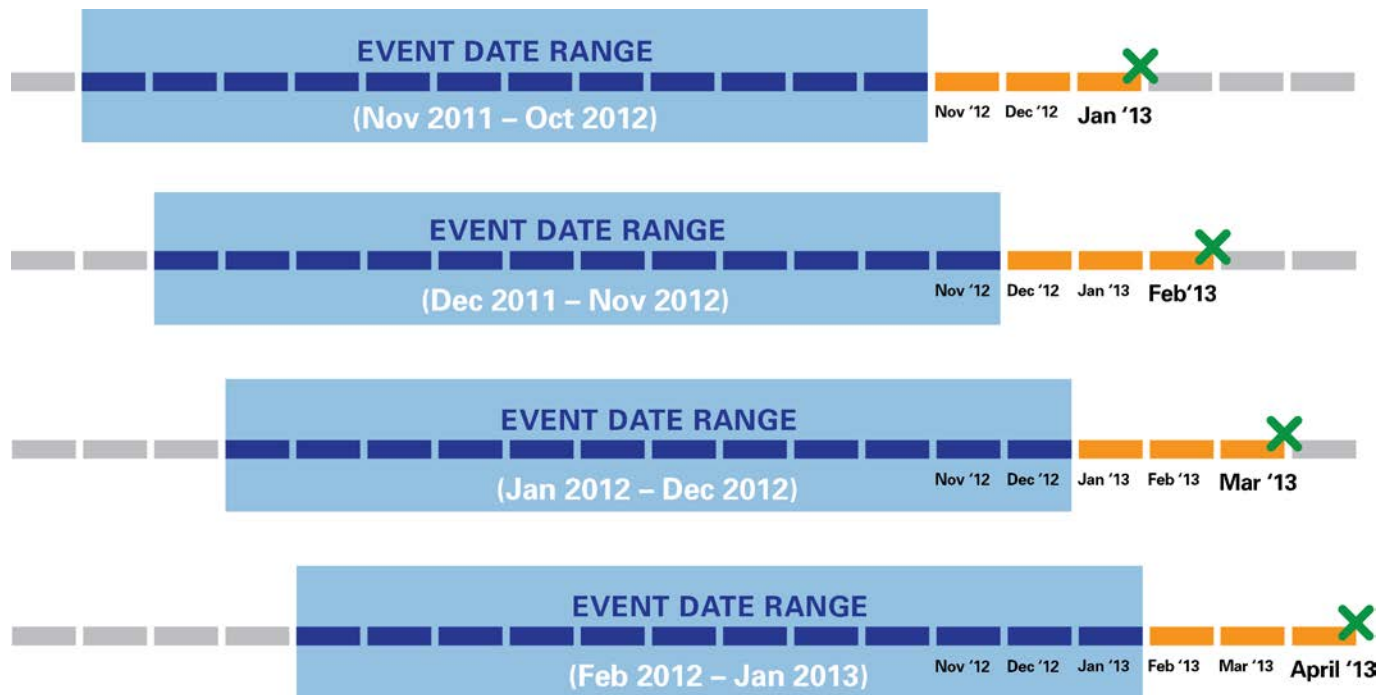 EVENT DATE RANGE
(Nov 2011 – Oct 2012)
Nov ‘12 Dec ‘12 Jan ‘13
EVENT DATE RANGE
(Dec 2011 – Nov 2012)
Nov ‘12 Dec ‘12 Jan ‘13 Feb‘13
EVENT DATE RANGE
(Jan 2012 – Dec 2012)
Nov ‘12 Dec ‘12 Jan ‘13 Feb ‘13 Mar ‘13
EVENT DATE RANGE
(Feb 2012 – Jan 2013)
Nov ‘12 Dec ‘12 Jan ‘13 Feb ‘13 Mar ‘13 April ‘13